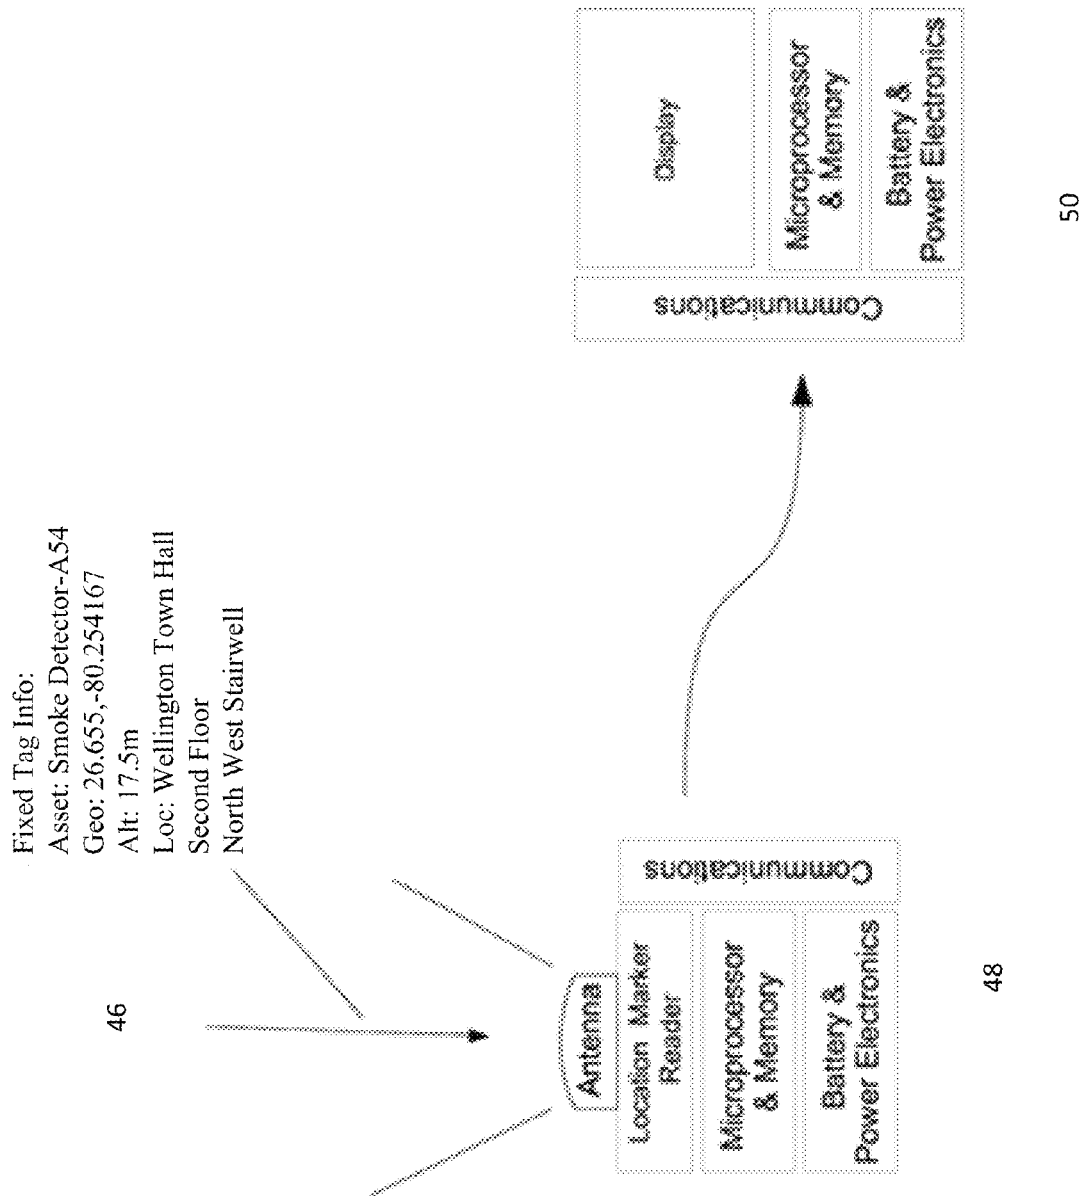 Fixed Tag Info:
Asset: Smoke Detector-A54
Geo: 26.655,-80.254167
Alt: 17.5m
Loc: Wellington Town Hall
Second Floor
North West Stairwell
46
Antenna
Location Marker
Reader
Microprocessor
& Memory
Battery &
Power Electronics
Communications
48
Communications
Display
Microprocessor
& Memory
Battery &
Power Electronics
50